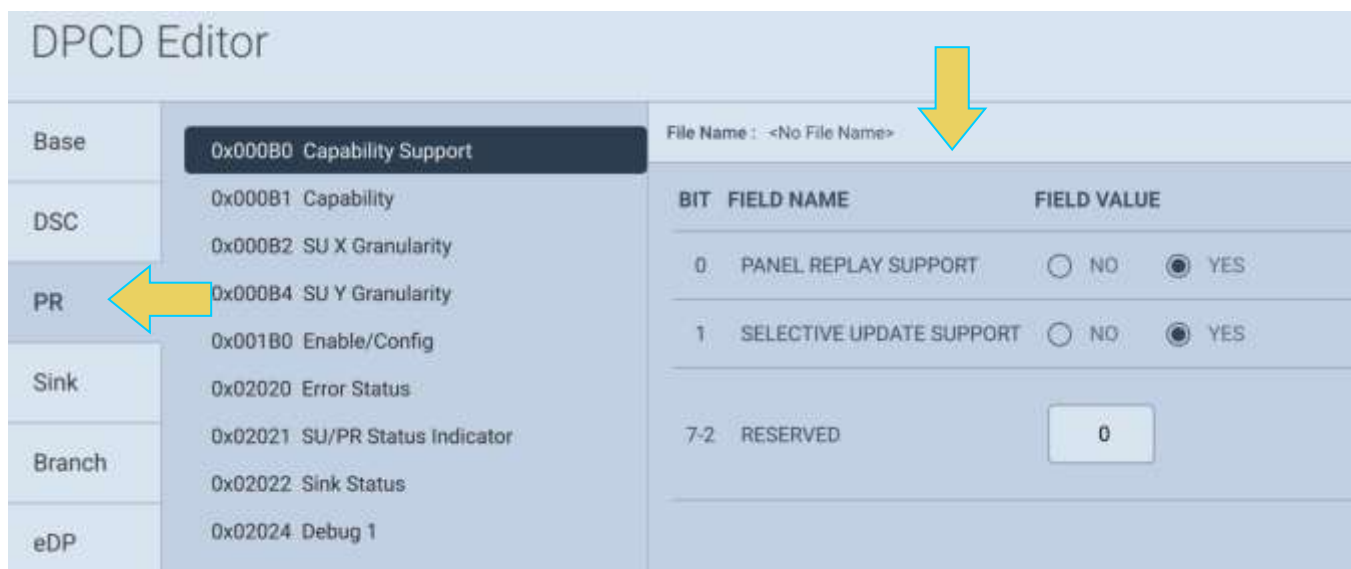 DPCD Editor
Base
DSC
PR
Sink
Branch
eDP
0x000B0 Capability Support
0x000B1 Capability
0x000B2 SU X Granularity
0x000B4 SU Y Granularity
0x001B0 Enable/Config
0x02020 Error Status
0x02021 SU/PR Status Indicator
0x02022 Sink Status
0x02024 Debug 1
File Name : <No File Name>
BIT FIELD NAME FIELD VALUE
0 PANEL REPLAY SUPPORT NO YES
1 SELECTIVE UPDATE SUPPORT NO YES
7-2 RESERVED 0